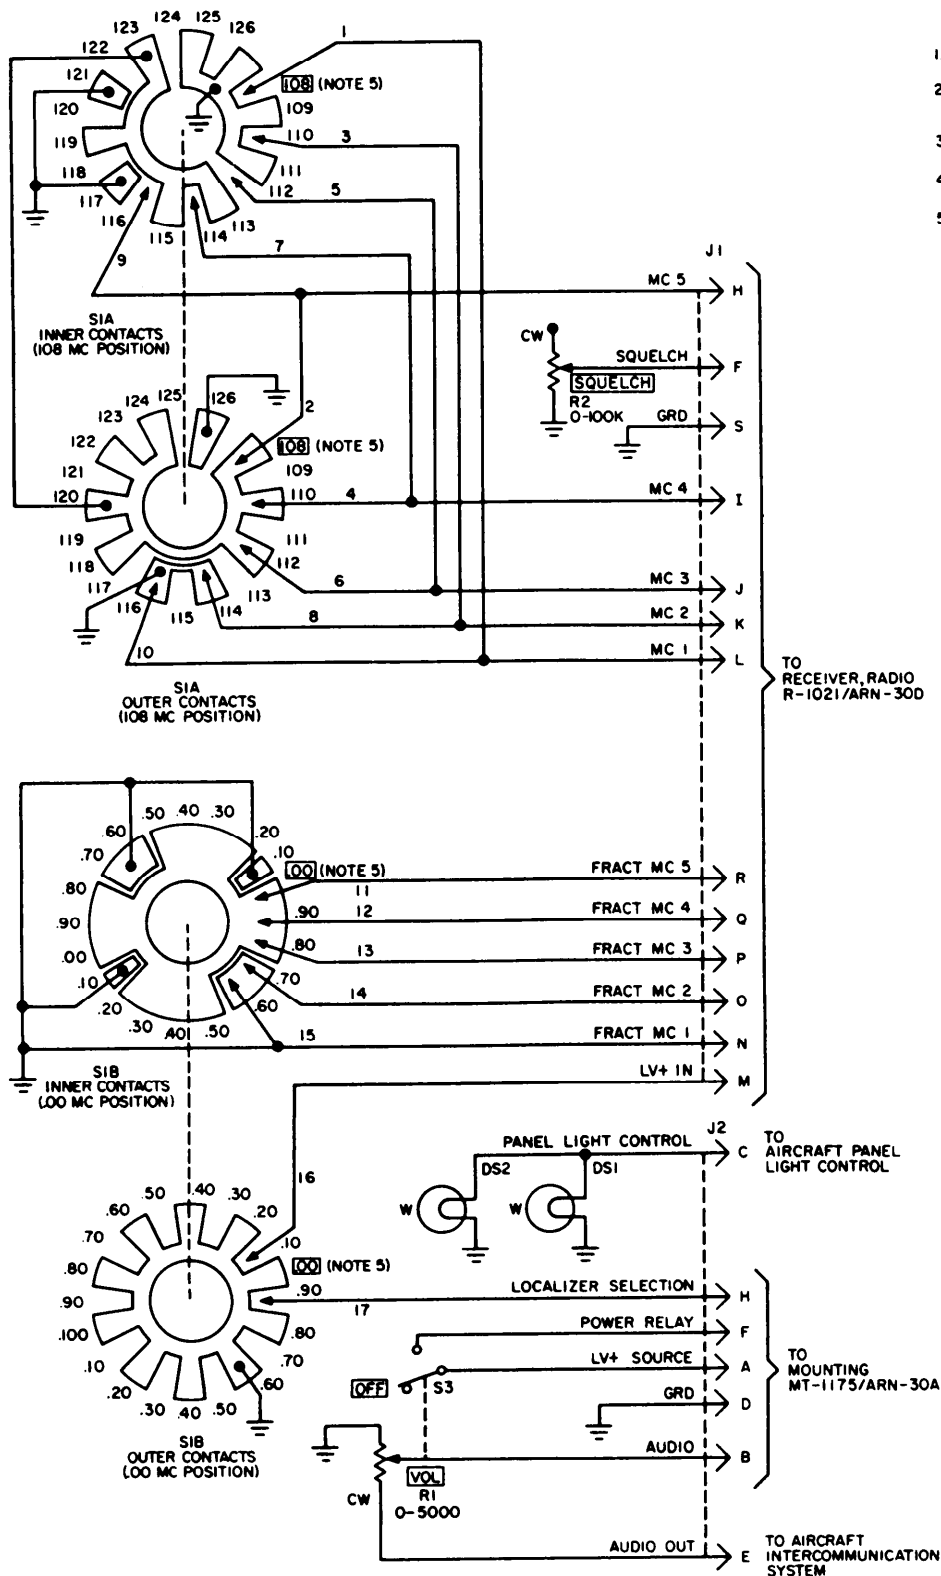 124 125
123 126 1
122 108 (NOTE 5)
121 109
120 110 3
119 111
118 112 5
117 113
116 115 114 7
9
S1A
INNER CONTACTS
(108 MC POSITION)
J1
MC 5 H
CW
SQUELCH F
SQUELCH
R2
0-100K
GRD S
125 126 2
124
123 108 (NOTE 5)
122 109
121 110 4 MC 4 I
120 111
119 112
118 113 6 MC 3 J
117 114 8 MC 2 K
116 115
10 MC 1 L
TO
RECEIVER, RADIO
R-1021/ARN-30D
S1A
OUTER CONTACTS
(108 MC POSITION)
.50 .40 .30
.60 .20
.70 .10
.80 .00 (NOTE 5) FRACT MC 5 R
11
.90 .90 12 FRACT MC 4 Q
.00 .80 13 FRACT MC 3 P
.10 .70
.20 .60 14 FRACT MC 2 O
.30 .40 .50 15 FRACT MC 1 N
S1B
INNER CONTACTS
(.00 MC POSITION)
LV+ IN M
16
J2
PANEL LIGHT CONTROL C
TO
AIRCRAFT PANEL
LIGHT CONTROL
DS2 DS1
W W
.50 .40 .30
.60 .20
.70 .10
.80 .00 (NOTE 5)
.90 .90 17 LOCALIZER SELECTION H
.100 .80 POWER RELAY F
.10 .70 LV+ SOURCE A
.20 .60 OFF S3
.30 .40 .50 GRD D
TO
MOUNTING
MT-1175/ARN-30A
S1B
OUTER CONTACTS
(.00 MC POSITION)
AUDIO B
VOL
R1
0-5000
CW
AUDIO OUT E
TO AIRCRAFT
INTERCOMMUNICATION
SYSTEM
1
2
3
4
5